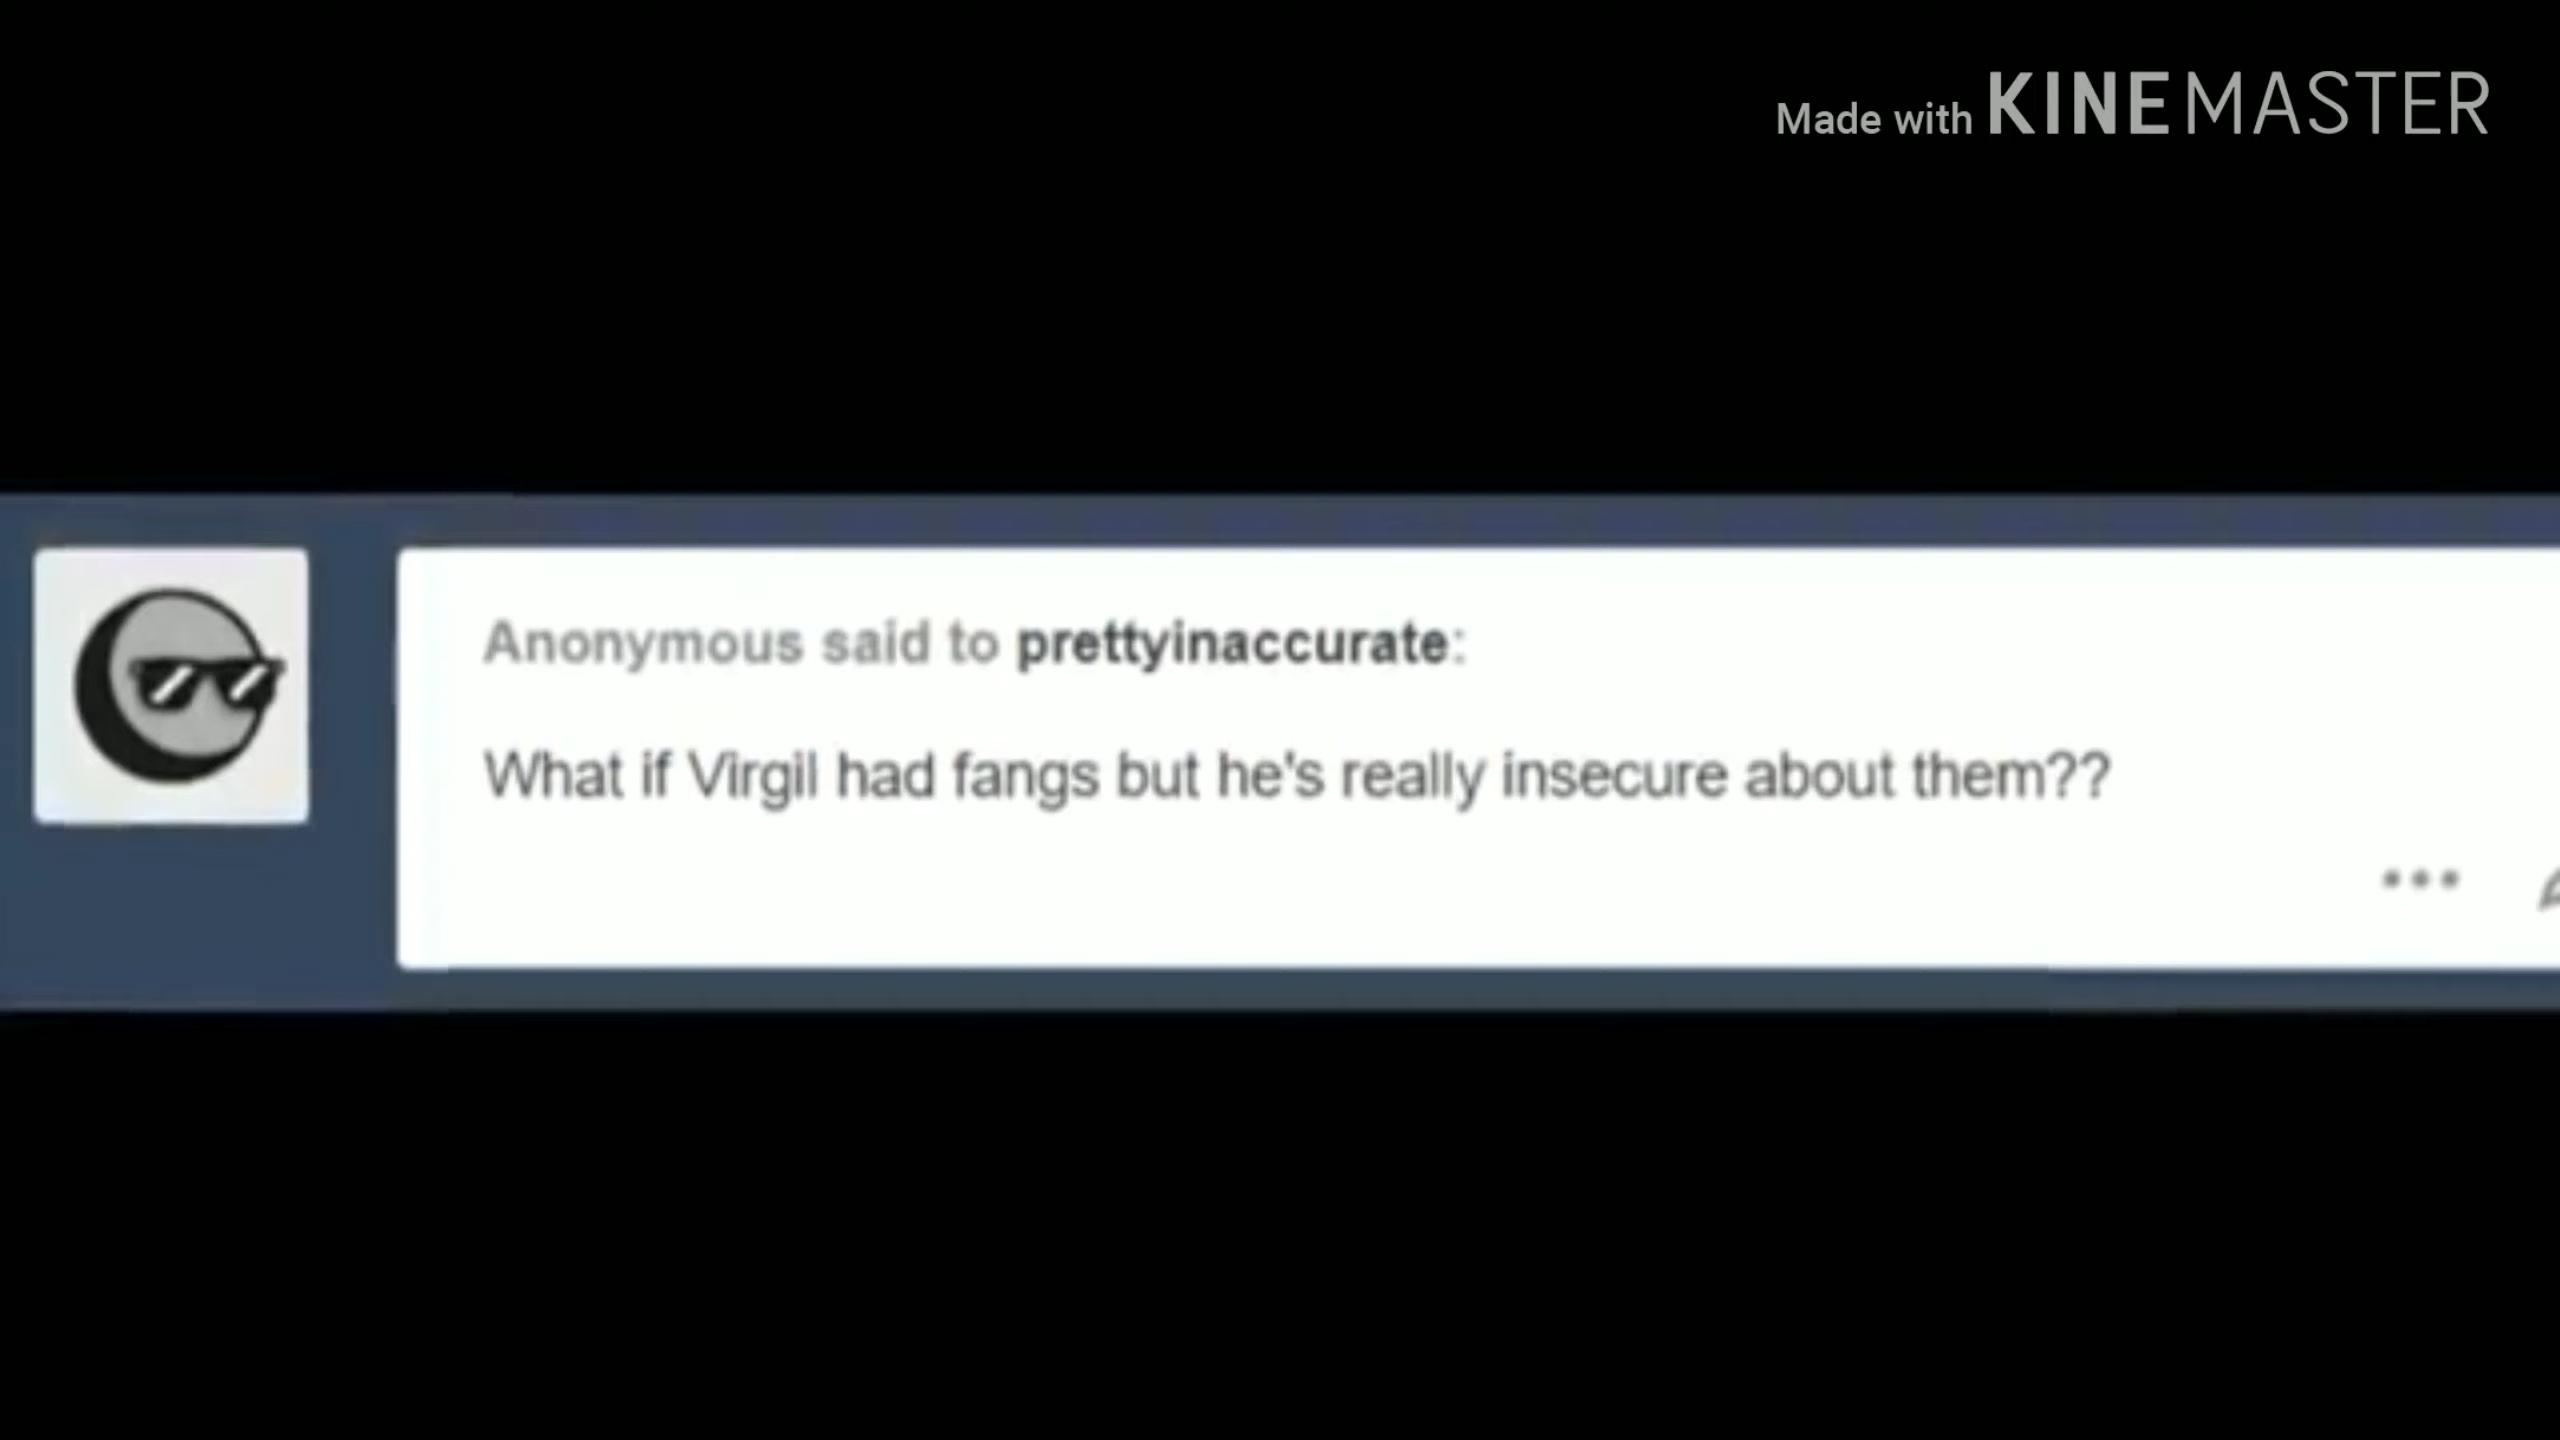 Made with KINEMASTER
Anonymous said to prettyinaccurate:
What if Virgil had fangs but he's really insecure about them??